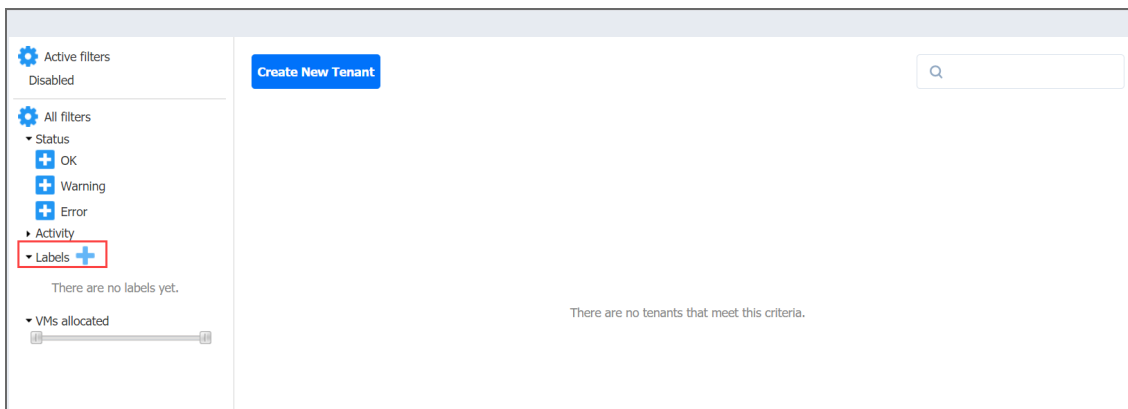 Active filters
Disabled
All filters
Status
OK
Warning
Error
Activity
Labels
There are no labels yet.
VMs allocated
Create New Tenant
There are no tenants that meet this criteria.